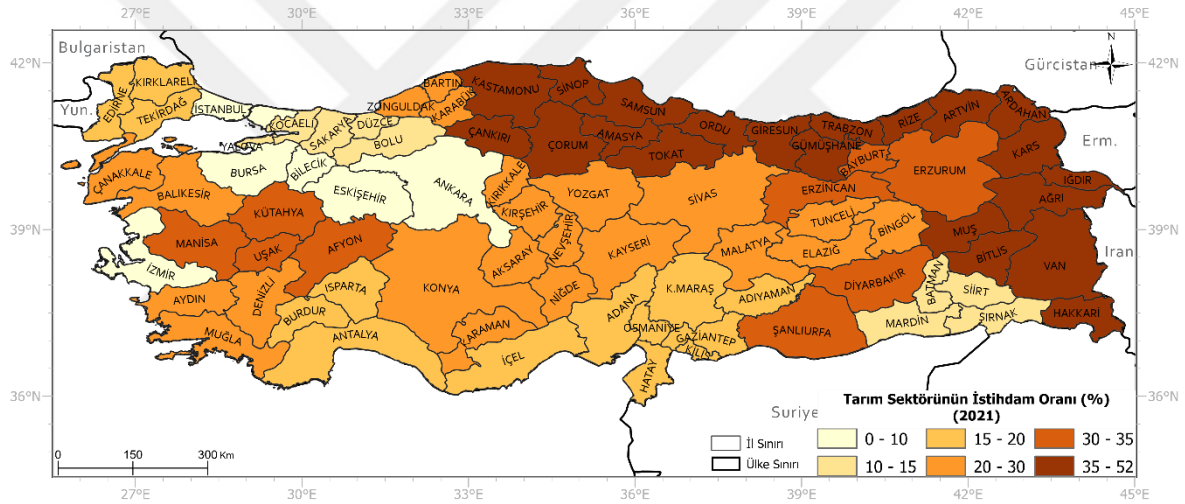 27°E 30°E 33°E 36°E 39°E 42°E 45°E
Bulgaristan
N
42°N
42°N
Gürcistan
KIRKLARELİ
EDİRNE
TEKİRDAĞ
Yun.
İSTANBUL
KOCAELİ
YALOVA
SAKARYA
DÜZCE
BOLU
ZONGULDAK
BARTIN
KARABÜK
KASTAMONU
SİNOP
SAMSUN
ÇANKIRI
ÇORUM
AMASYA
TOKAT
ORDU
GİRESUN
TRABZON
GÜMÜŞHANE
BAYBURT
RİZE
ARTVİN
ARDAHAN
KARS
Erm.
IĞDIR
AĞRI
ERZURUM
ERZİNCAN
ÇANAKKALE
BALIKESİR
BURSA
BİLECİK
ESKİŞEHİR
ANKARA
KIRIKKALE
KIRŞEHİR
YOZGAT
SİVAS
TUNCELİ
BİNGÖL
ELAZIĞ
MUŞ
BİTLİS
VAN
Iran
39°N
39°N
KÜTAHYA
MANİSA
UŞAK
AFYON
İZMİR
AYDIN
DENİZLİ
MUĞLA
ISPARTA
BURDUR
ANTALYA
KONYA
AKSARAY
NEVŞEHİR
NİĞDE
KARAMAN
KAYSERİ
MALATYA
ADIYAMAN
K.MARAŞ
ADANA
OSMANİYE
GAZİANTEP
KİLİS
HATAY
İÇEL
ŞANLIURFA
DİYARBAKIR
BATMAN
SİİRT
MARDİN
ŞIRNAK
HAKKARİ
36°N
36°N
Suriye
Tarım Sektörünün İstihdam Oranı (%)
(2021)
İl Sınırı
Ülke Sınırı
0 - 10
15 - 20
30 - 35
10 - 15
20 - 30
35 - 52
0 150 300 Km
27°E 30°E 33°E 36°E 39°E 42°E 45°E